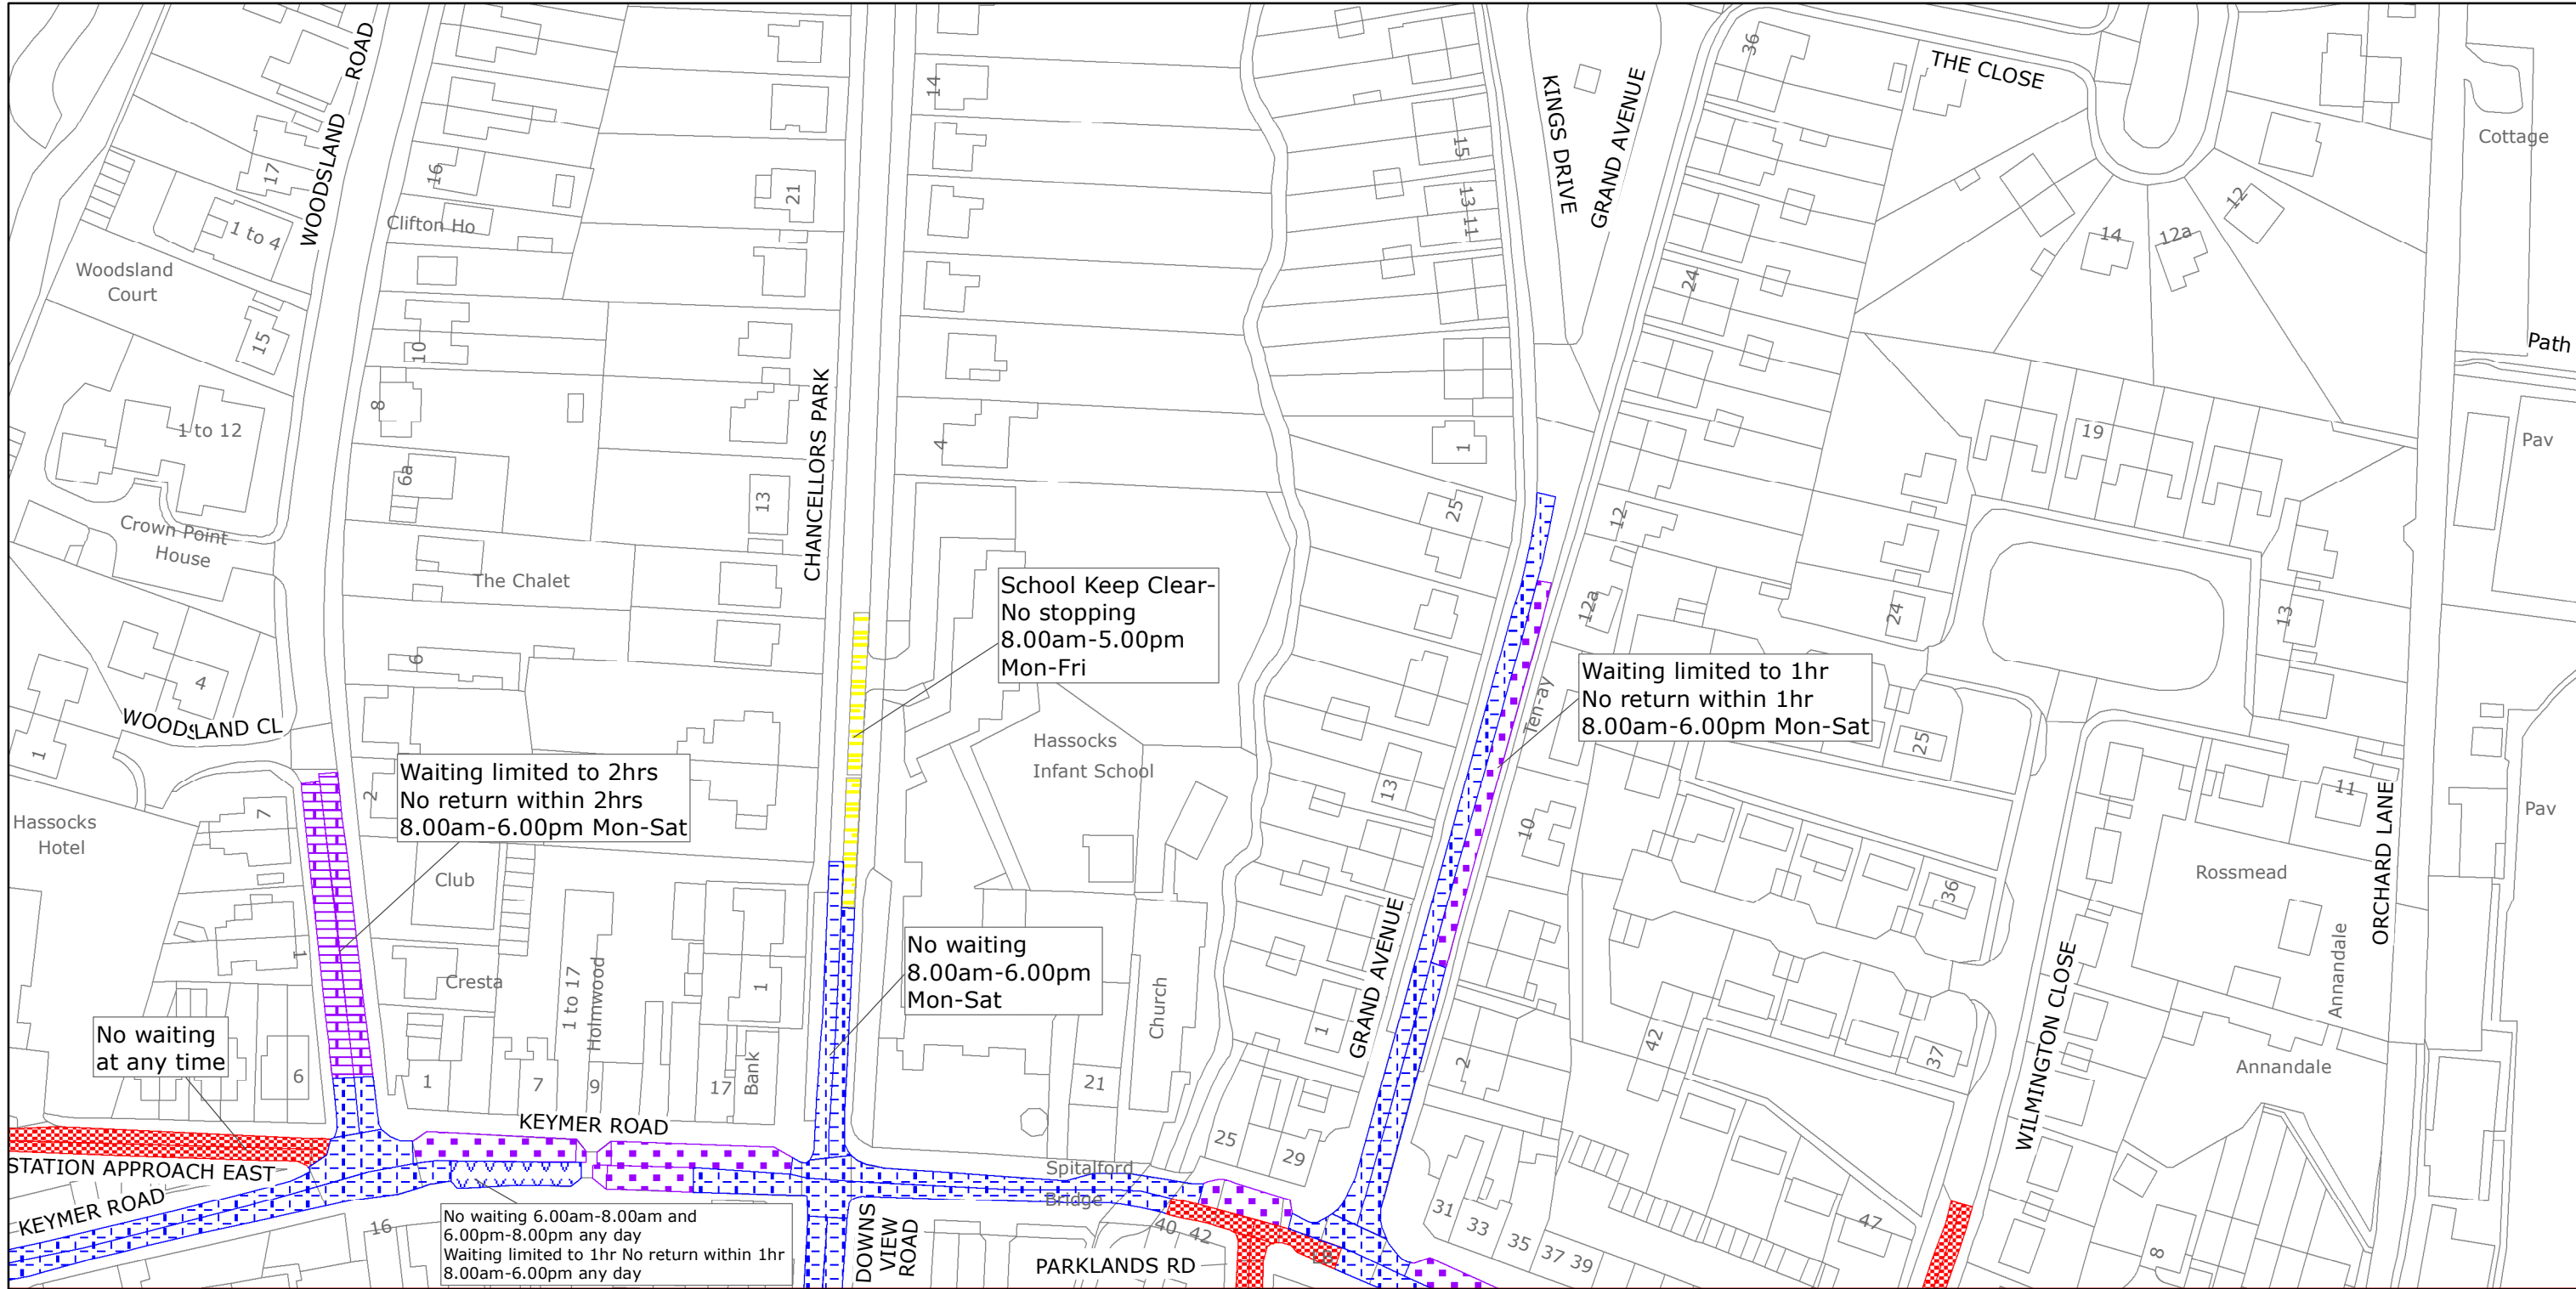 WOODSLAND ROAD
KINGS DRIVE
GRAND AVENUE
THE CLOSE
36
14
Cottage
17
16
21
15
13 11
1 to 4
Clifton Ho
Woodsland
Court
24
14
12a
12
15
10
Path
8
CHANCELLORS PARK
4
1
19
Pav
1 to 12
6a
13
25
12
Crown Point
House
The Chalet
School Keep Clear-
No stopping
8.00am-5.00pm
Mon-Fri
12a
24
13
6
4
Waiting limited to 1hr
No return within 1hr
8.00am-6.00pm Mon-Sat
Ten-ay
WOODSLAND CL
1
Hassocks
Infant School
25
Waiting limited to 2hrs
No return within 2hrs
8.00am-6.00pm Mon-Sat
2
7
13
10
11
Pav
Hassocks
Hotel
Club
36
Rossmead
ORCHARD LANE
1
No waiting
8.00am-6.00pm
Mon-Sat
Cresta
1 to 17
Holmwood
1
Church
GRAND AVENUE
1
Annandale
WILMINGTON CLOSE
No waiting
at any time
6
1
7
9
17
Bank
21
2
42
37
Annandale
KEYMER ROAD
25
29
STATION APPROACH EAST
Spitalford
Bridge
KEYMER ROAD
16
No waiting 6.00am-8.00am and
6.00pm-8.00pm any day
Waiting limited to 1hr No return within 1hr
8.00am-6.00pm any day
DOWNS
VIEW
ROAD
40
42
31
33
35
37
39
47
8
PARKLANDS RD
LB